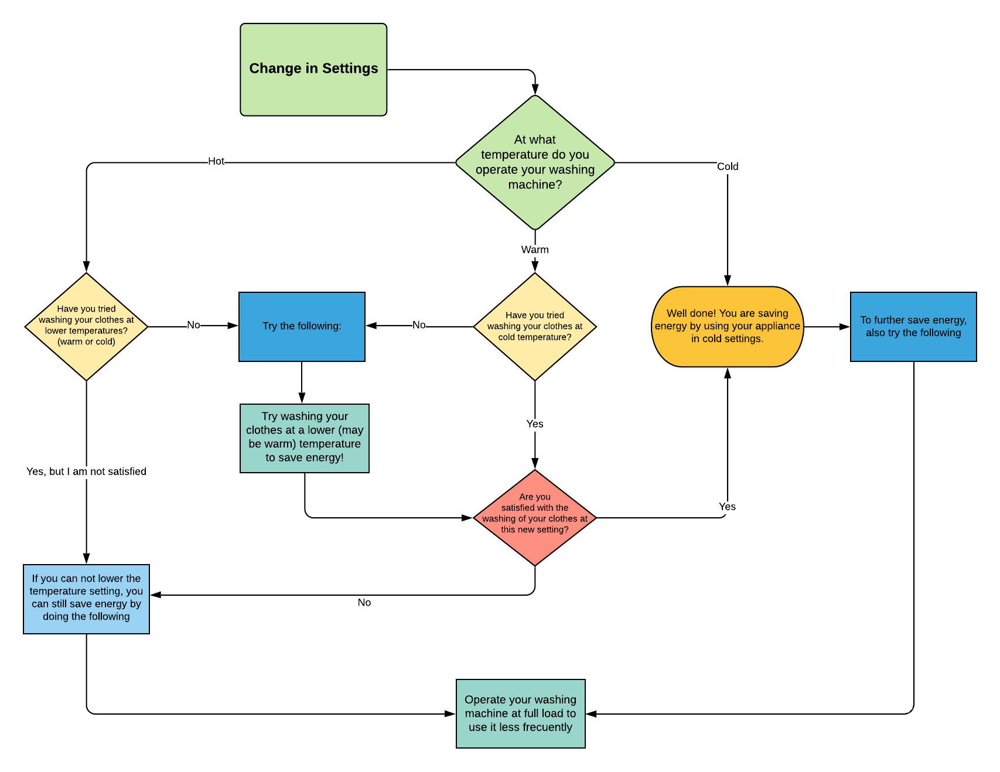 Change in Settings
At what
temperature do you
operate your washing
machine?
Hot
Cold
Warm
Have you tried
washing your clothes at
lower temperatures?
(warm or cold)
No
Try the following:
No
Have you tried
washing your clothes at
cold temperature?
Well done! You are saving
energy by using your appliance
in cold settings.
To further save energy,
also try the following
Try washing your
clothes at a lower (may
be warm) temperature
to save energy!
Yes
Yes, but I am not satisfied
Are you
satisfied with the
washing of your clothes at
this new setting?
Yes
If you can not lower the
temperature setting, you
can still save energy by
doing the following
No
Operate your washing
machine at full load to
use it less frecuently